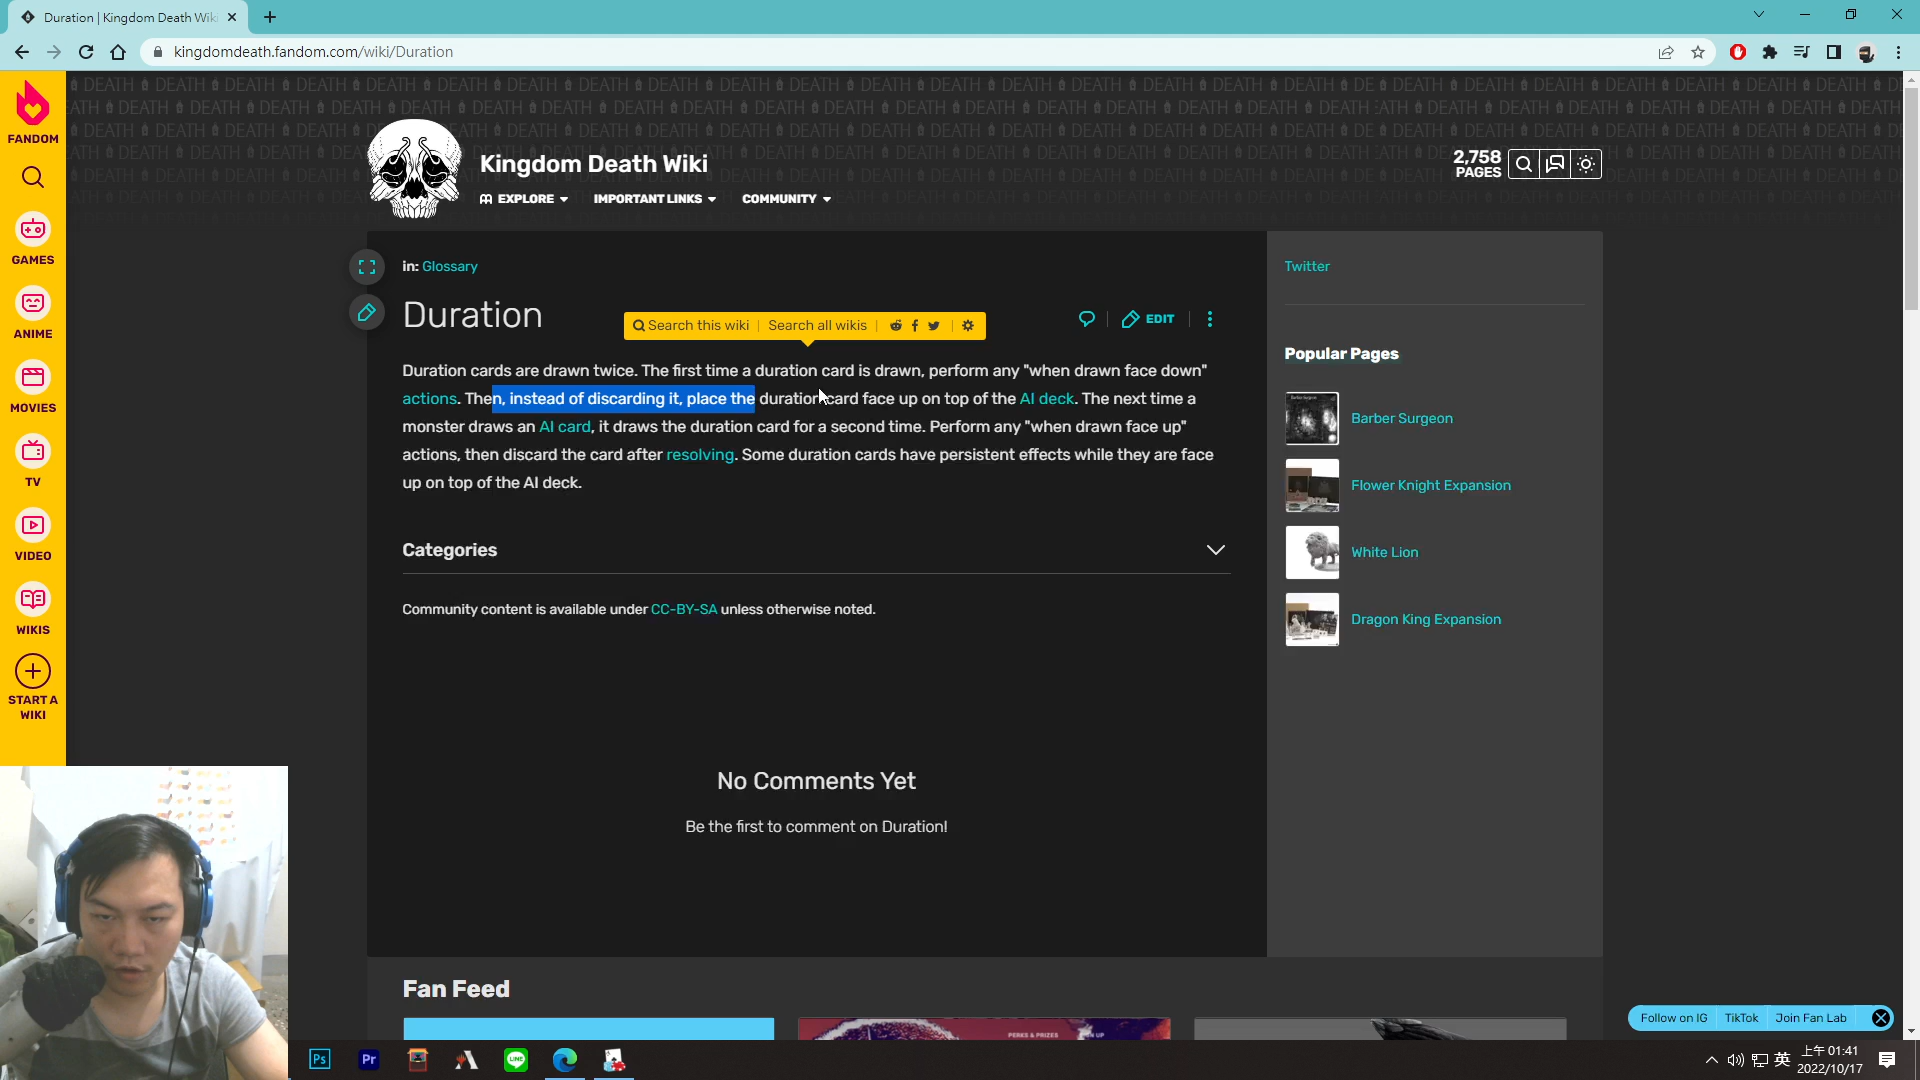 Duration | Kingdom Death Wiki
kingdomdeath.fandom.com/wiki/Duration
FANDOM
GAMES
ANIME
MOVIES
TV
VIDEO
WIKIS
START A
WIKI
Kingdom Death Wiki
EXPLORE
IMPORTANT LINKS
COMMUNITY
2,758
PAGES
in: Glossary
Duration
Search this wiki
Search all wikis
EDIT
Duration cards are drawn twice. The first time a duration card is drawn, perform any "when drawn face down"
actions. Then, instead of discarding it, place the duration card face up on top of the AI deck. The next time a
monster draws an AI card, it draws the duration card for a second time. Perform any "when drawn face up"
actions, then discard the card after resolving. Some duration cards have persistent effects while they are face
up on top of the AI deck.
Categories
Community content is available under CC-BY-SA unless otherwise noted.
No Comments Yet
Be the first to comment on Duration!
Twitter
Popular Pages
Barber Surgeon
Flower Knight Expansion
White Lion
Dragon King Expansion
Fan Feed
PERKS & PRIZES
Follow on IG
TikTok
Join Fan Lab
Ps
Pr
LINE
英
上午 01:41
2022/10/17